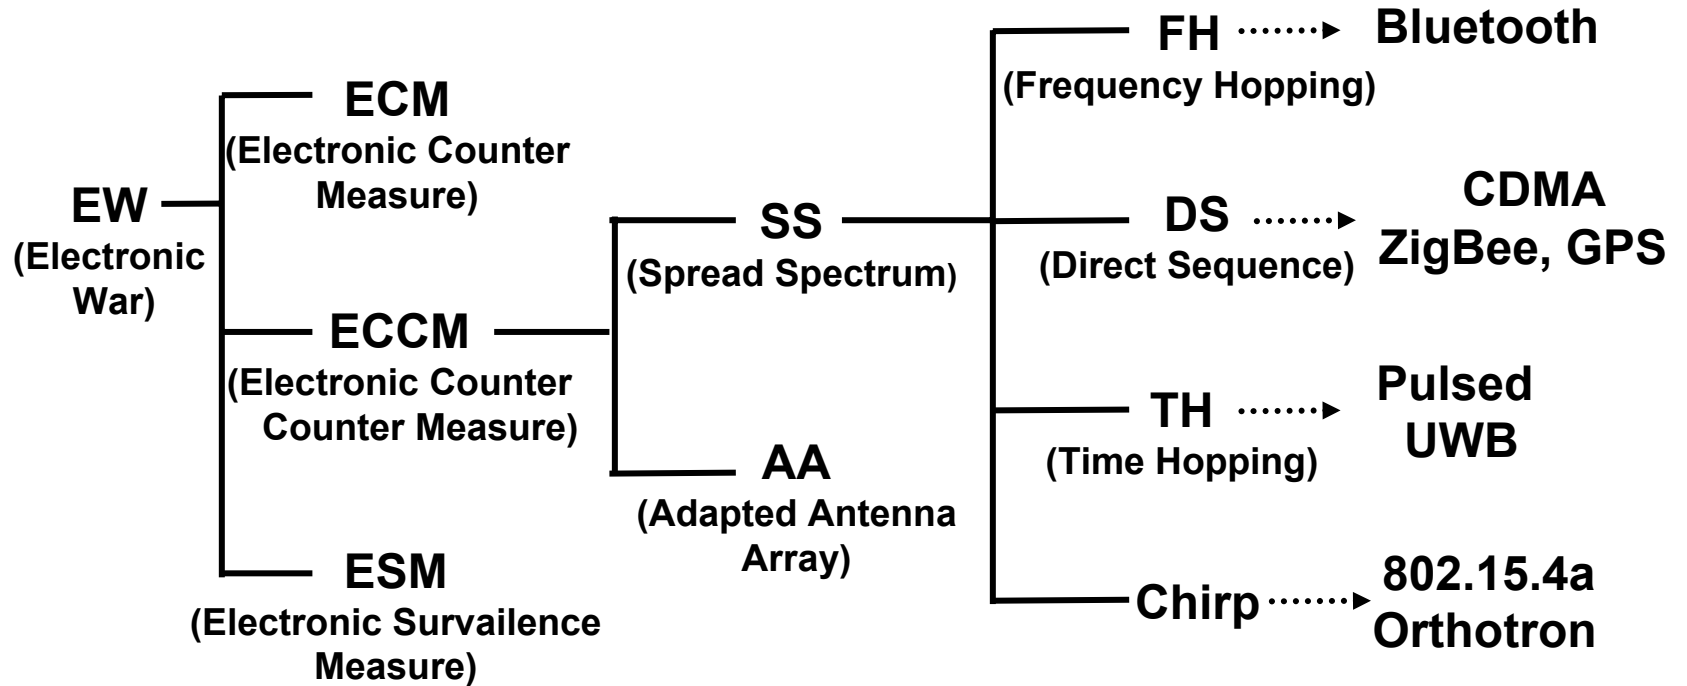 EW
(Electronic
War)
ECM
(Electronic Counter
Measure)
ECCM
(Electronic Counter
Counter Measure)
ESM
(Electronic Survailence
Measure)
SS
(Spread Spectrum)
AA
(Adapted Antenna
Array)
FH
(Frequency Hopping)
Bluetooth
DS
(Direct Sequence)
CDMA
ZigBee, GPS
TH
(Time Hopping)
Pulsed
UWB
Chirp
802.15.4a
Orthotron